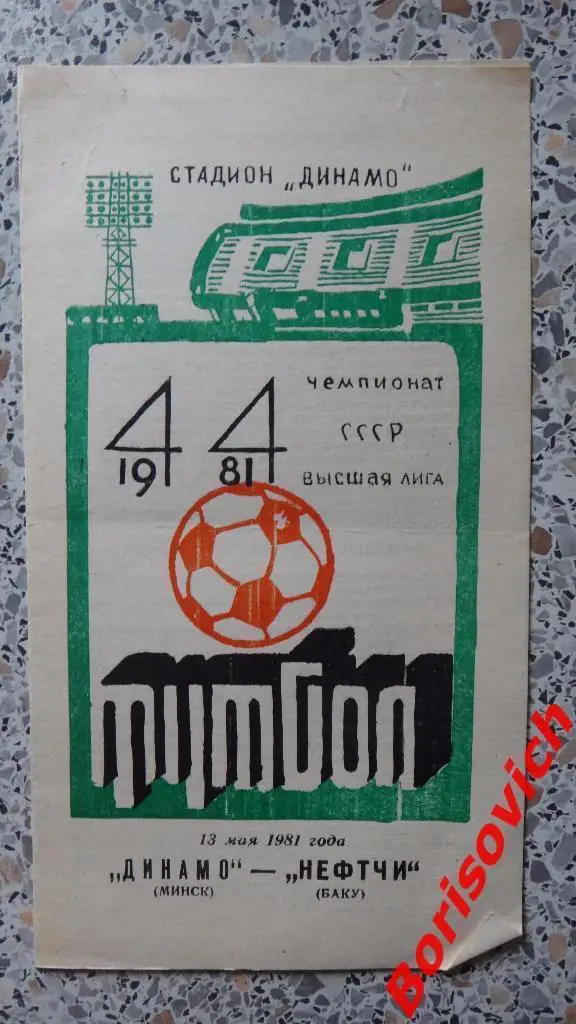 СТАДИОН „ДИНАМО"
44
19 81
чемпионат
СССР
высшая лига
футбол
13 мая 1981 года
„ДИНАМО" — „НЕФТЧИ"
(МИНСК) (БАКУ)
Borisovich